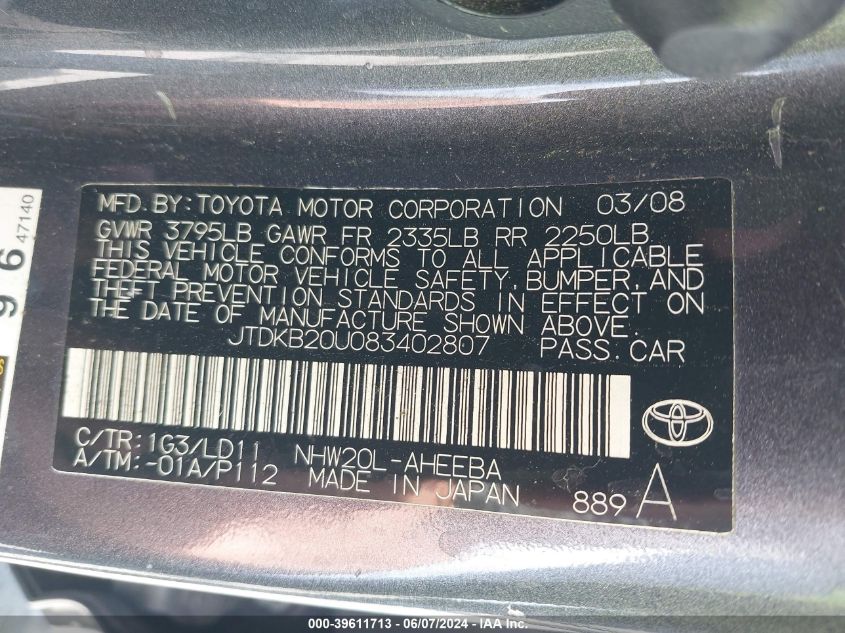 MFD. BY: TOYOTA MOTOR CORPORATION 03/08
GVWR 3795LB GAWR FR 2335LB RR 2250LB
THIS VEHICLE CONFORMS TO ALL APPLICABLE
FEDERAL MOTOR VEHICLE SAFETY, BUMPER, AND
THEFT PREVENTION STANDARDS IN EFFECT ON
THE DATE OF MANUFACTURE SHOWN ABOVE.
JTDKB20U083402807 PASS. CAR
C/TR: 1G3/LD11 NHW20L-AHEEBA
A/TM: -01A/P112 MADE IN JAPAN 889 A
47140
96
000-39611713 - 06/07/2024 - IAA Inc.